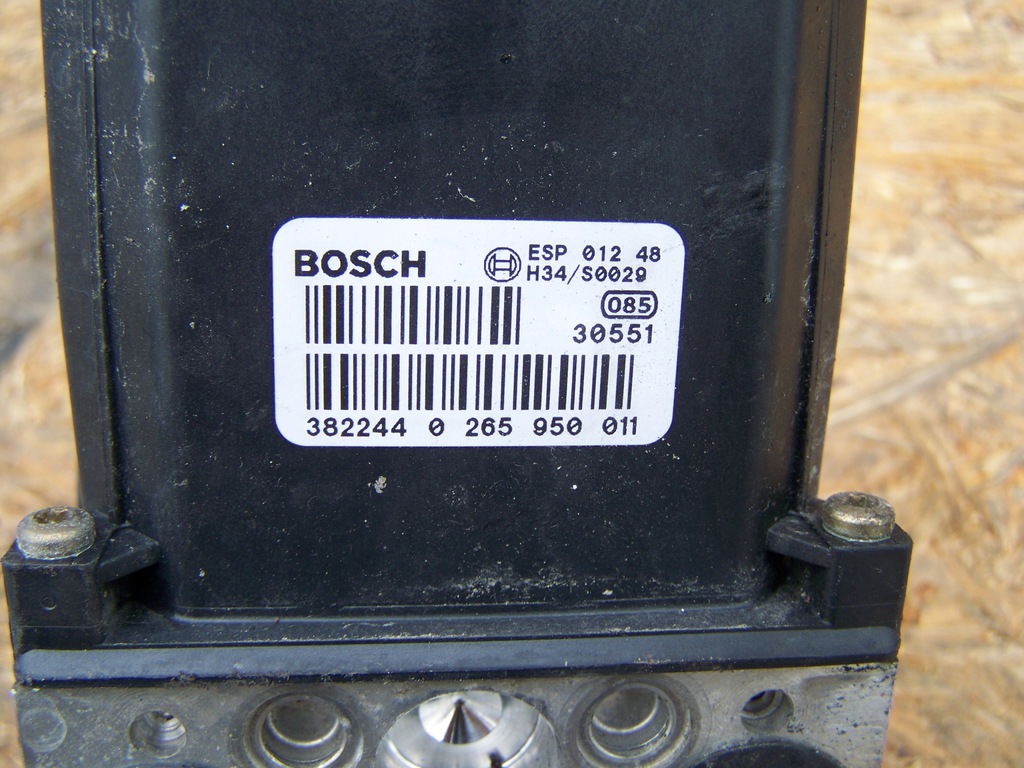 BOSCH
ESP 012 48
H34/S0029
085
30551
382244 0 265 950 011